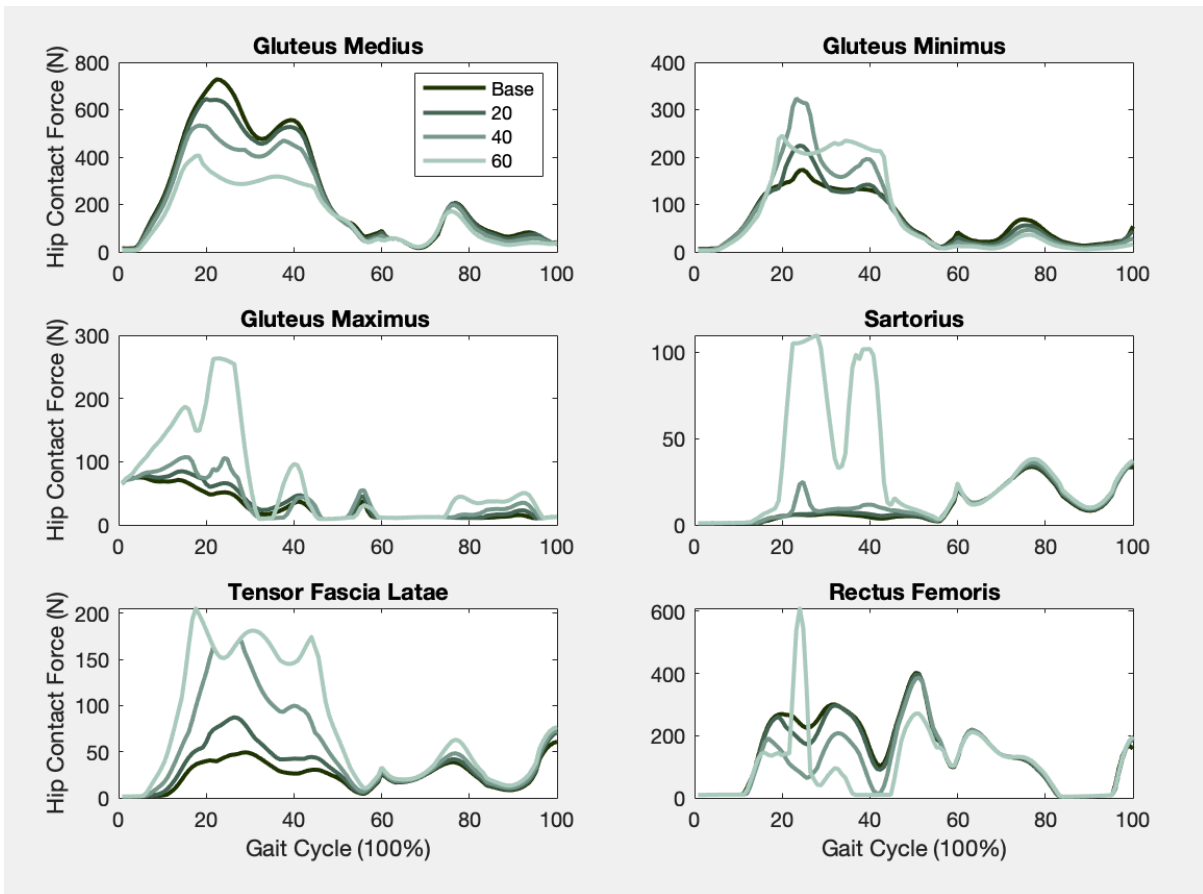 Gluteus Medius
Hip Contact Force (N)
800
600
400
200
0
0 20 40 60 80 100
Base
20
40
60
Gluteus Minimus
400
300
200
100
0
0 20 40 60 80 100
Gluteus Maximus
Hip Contact Force (N)
300
200
100
0
0 20 40 60 80 100
Sartorius
100
50
0
0 20 40 60 80 100
Tensor Fascia Latae
Hip Contact Force (N)
200
150
100
50
0
0 20 40 60 80 100
Gait Cycle (100%)
Rectus Femoris
600
400
200
0
0 20 40 60 80 100
Gait Cycle (100%)